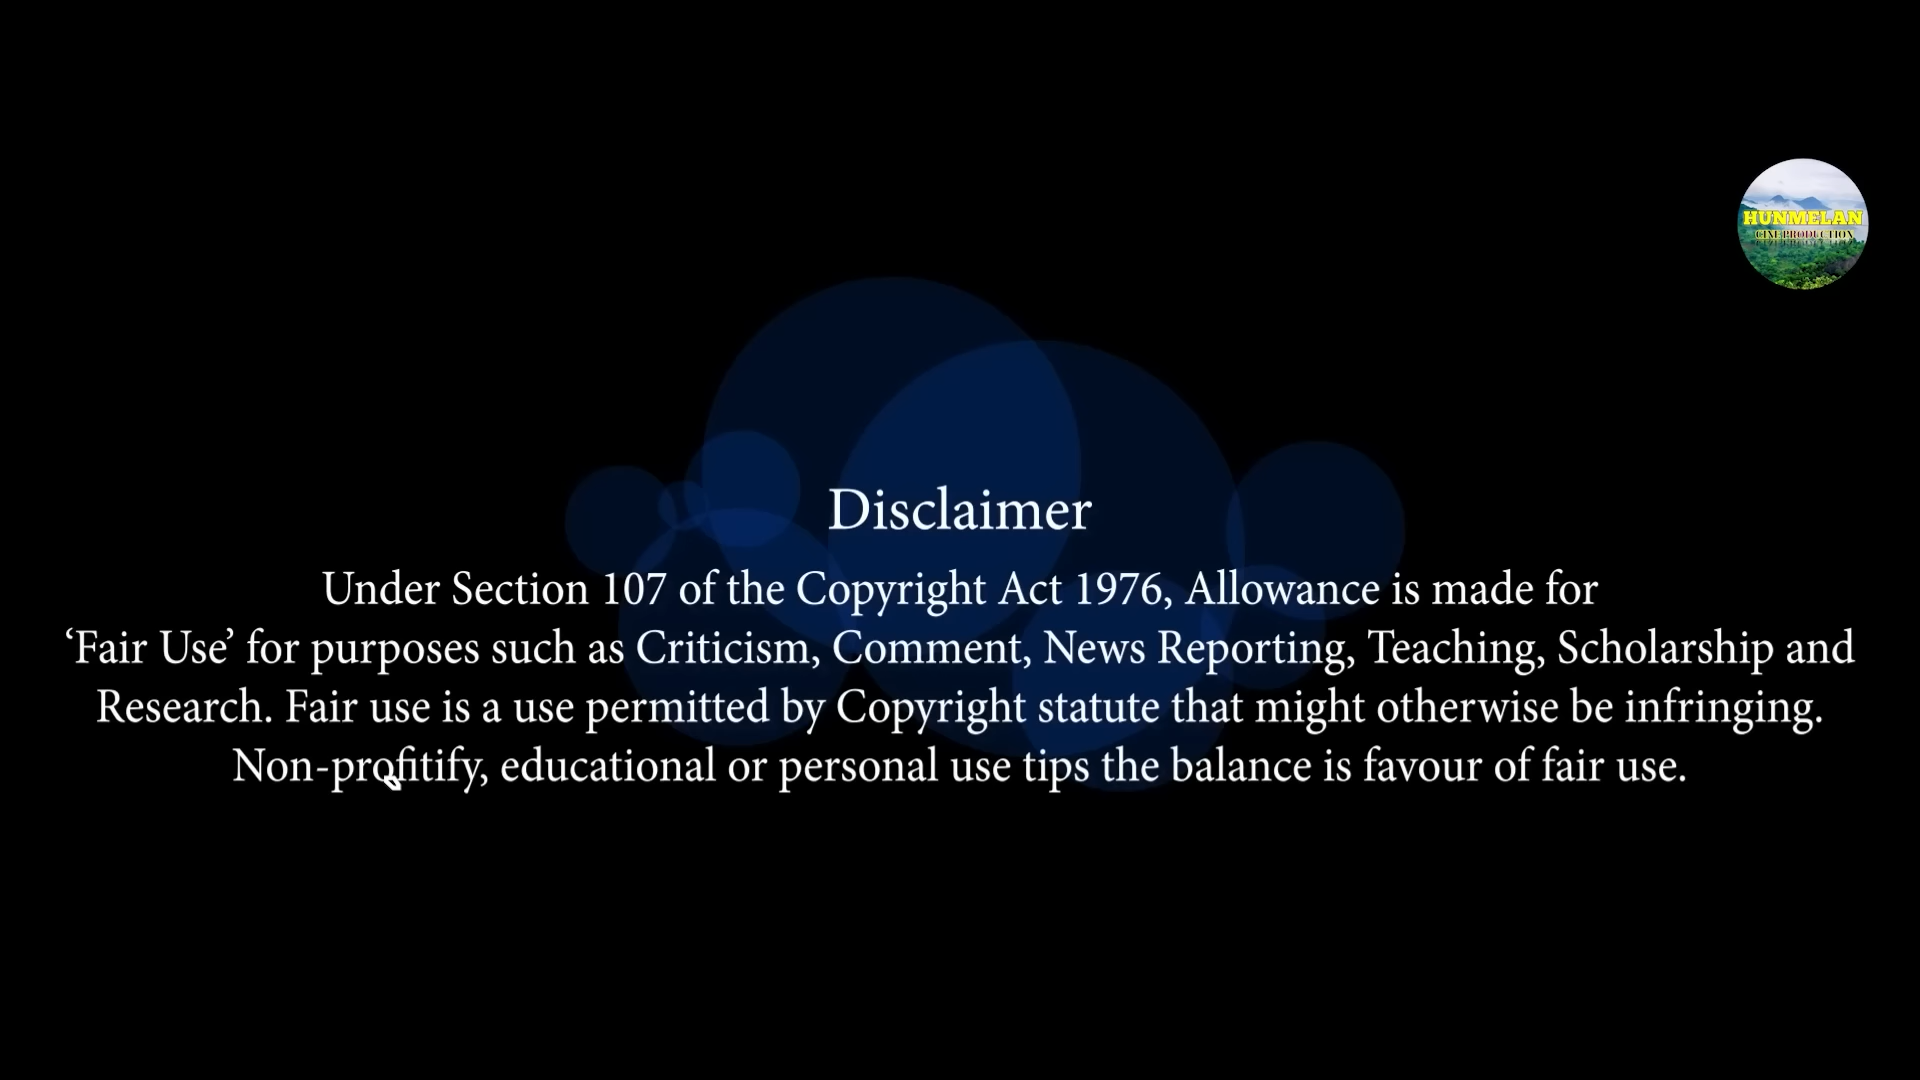 HUNMELAN
CINE PRODUCTION
Disclaimer
Under Section 107 of the Copyright Act 1976, Allowance is made for
‘Fair Use’ for purposes such as Criticism, Comment, News Reporting, Teaching, Scholarship and
Research. Fair use is a use permitted by Copyright statute that might otherwise be infringing.
Non-profitify, educational or personal use tips the balance is favour of fair use.